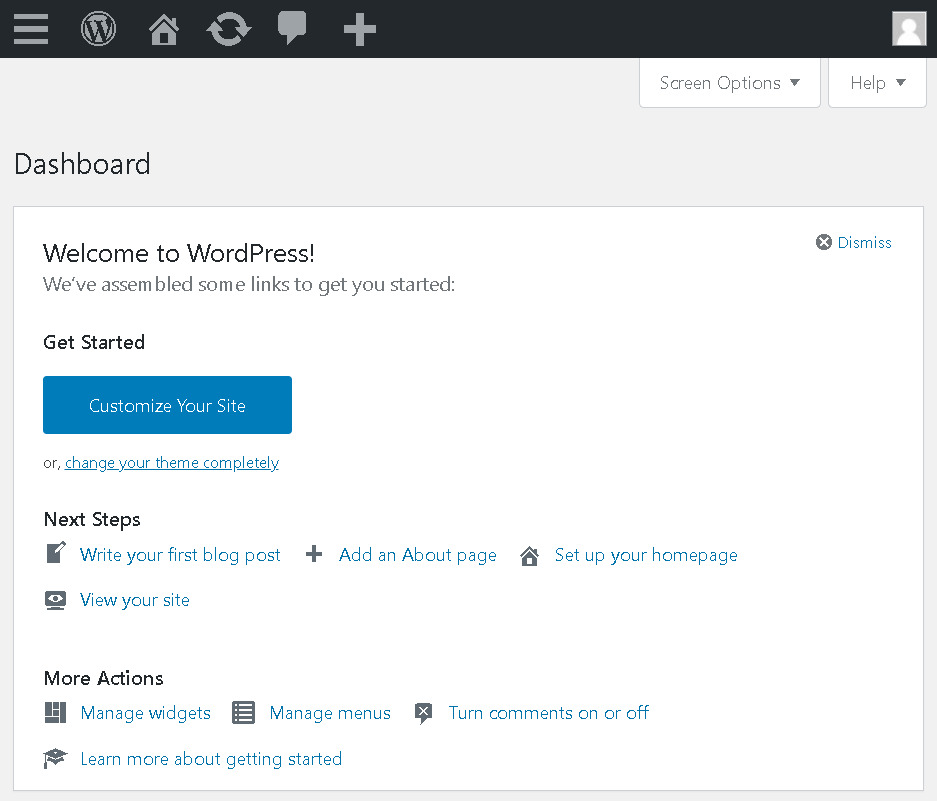 Screen Options Help
Dashboard
Welcome to WordPress!
Dismiss
We've assembled some links to get you started:
Get Started
Customize Your Site
or, change your theme completely
Next Steps
Write your first blog post Add an About page Set up your homepage
View your site
More Actions
Manage widgets Manage menus Turn comments on or off
Learn more about getting started